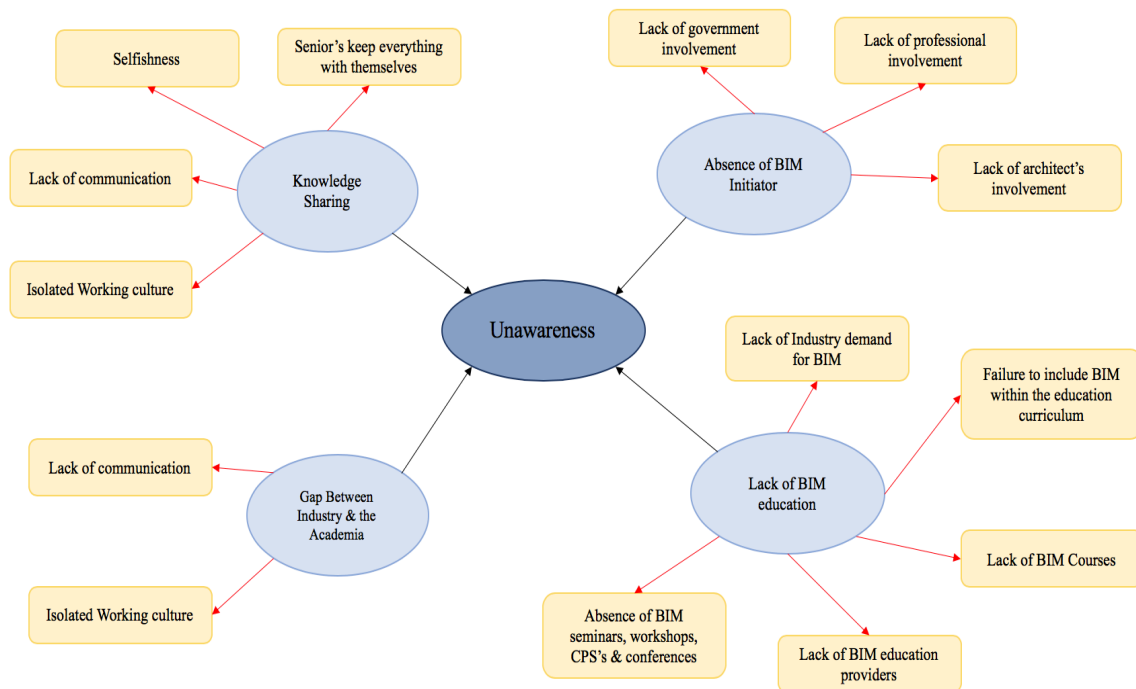 Selfishness
Senior's keep everything
with themselves
Lack of government
involvement
Lack of professional
involvement
Lack of communication
Knowledge
Sharing
Absence of BIM
Initiator
Lack of architect's
involvement
Isolated Working culture
Unawareness
Lack of Industry demand
for BIM
Failure to include BIM
within the education
curriculum
Lack of communication
Gap Between
Industry & the
Academia
Lack of BIM
education
Isolated Working culture
Lack of BIM Courses
Absence of BIM
seminars, workshops,
CPS's & conferences
Lack of BIM education
providers